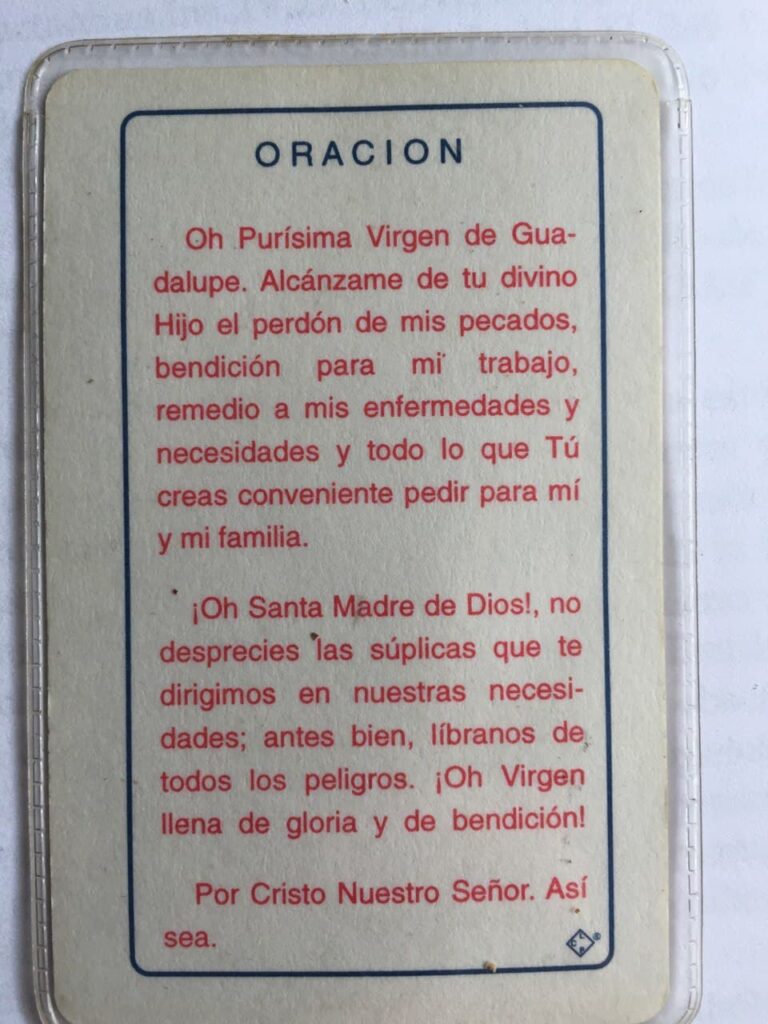 ORACION
Oh Purísima Virgen de Gua-
dalupe. Alcánzame de tu divino
Hijo el perdón de mis pecados,
bendición para mi trabajo,
remedio a mis enfermedades y
necesidades y todo lo que Tú
creas conveniente pedir para mí
y mi familia.
¡Oh Santa Madre de Dios!, no
desprecies las súplicas que te
dirigimos en nuestras necesi-
dades; antes bien, líbranos de
todos los peligros. ¡Oh Virgen
llena de gloria y de bendición!
Por Cristo Nuestro Señor. Así
sea.